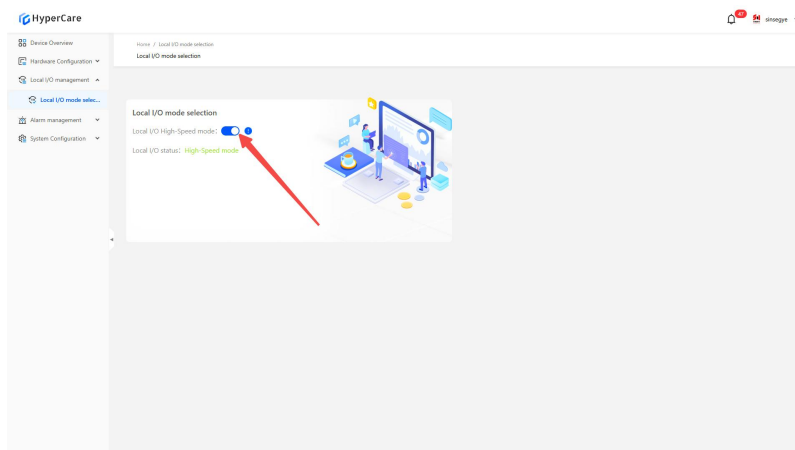 HyperCare
47
sinsegye
Device Overview
Hardware Configuration
Local I/O management
Local I/O mode selec...
Alarm management
System Configuration
Home / Local I/O mode selection
Local I/O mode selection
Local I/O mode selection
Local I/O High-Speed mode:
Local I/O status: High-Speed mode